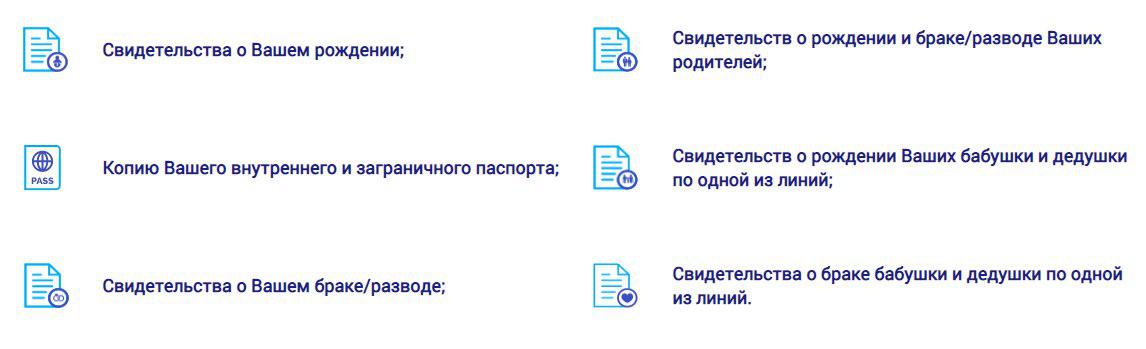 Свидетельства о Вашем рождении;
Свидетельств о рождении и браке/разводе Ваших
родителей;
PASS
Копию Вашего внутреннего и заграничного паспорта;
Свидетельств о рождении Ваших бабушки и дедушки
по одной из линий;
Свидетельства о Вашем браке/разводе;
Свидетельства о браке бабушки и дедушки по одной
из линий.